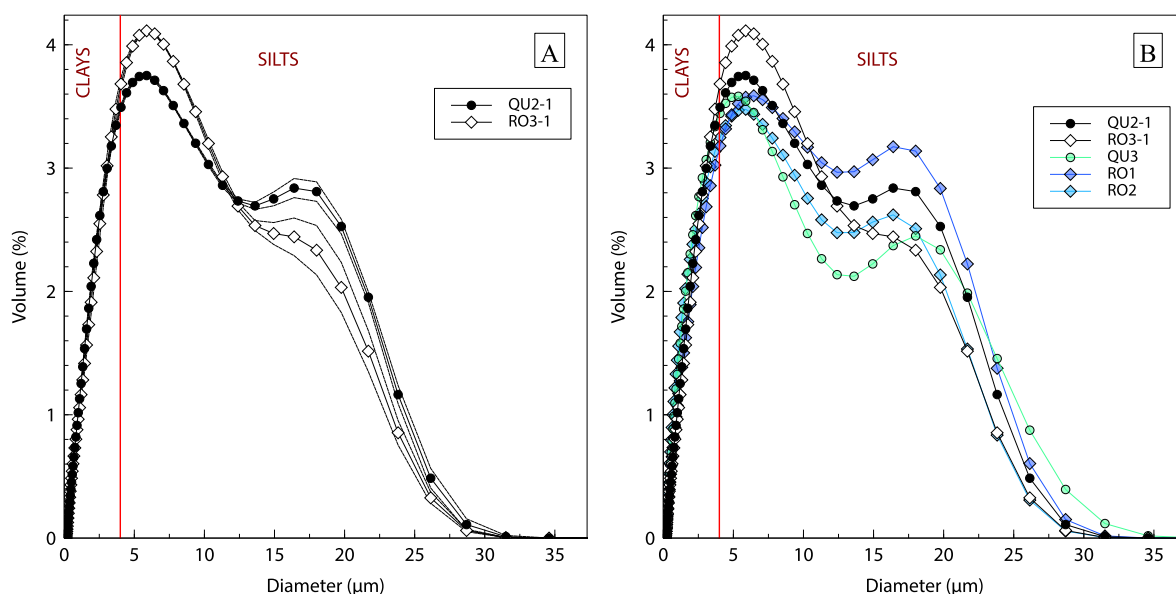 A
CLAYS
SILTS
QU2-1
RO3-1
Volume (%)
4
3
2
1
0
0 5 10 15 20 25 30 35
Diameter (µm)
B
CLAYS
SILTS
QU2-1
RO3-1
QU3
RO1
RO2
Volume (%)
4
3
2
1
0
0 5 10 15 20 25 30 35
Diameter (µm)